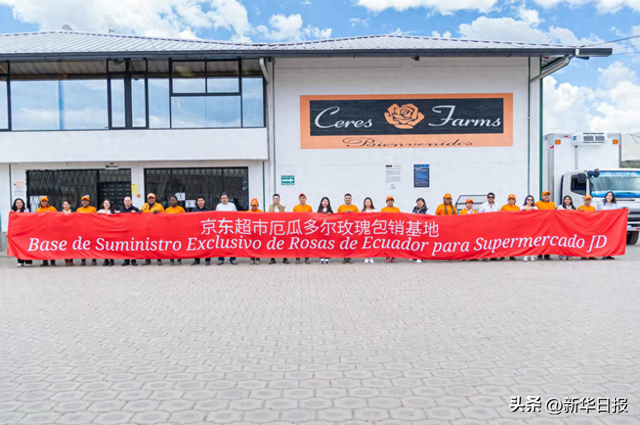 Ceres Farms
Bienvenidos
京东超市厄瓜多尔玫瑰包销基地
Base de Suministro Exclusivo de Rosas de Ecuador para Supermercado JD
头条 @新华日报